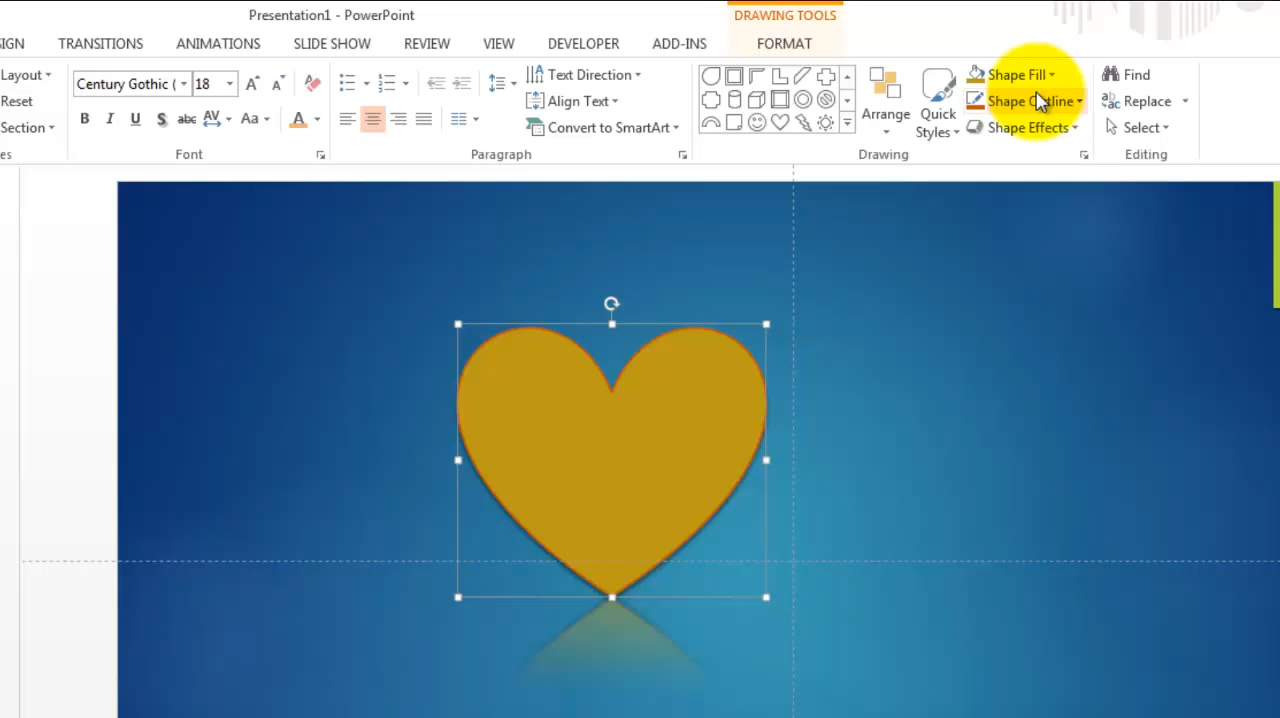 Presentation1 - PowerPoint
DRAWING TOOLS
SIGN TRANSITIONS ANIMATIONS SLIDE SHOW REVIEW VIEW DEVELOPER ADD-INS FORMAT
Layout
Reset
Section
Century Gothic ( 18
B I U S abc AV Aa A
Font
Text Direction
Align Text
Convert to SmartArt
Paragraph
Arrange
Quick
Styles
Shape Fill
Shape Outline
Shape Effects
Drawing
Find
Replace
Select
Editing